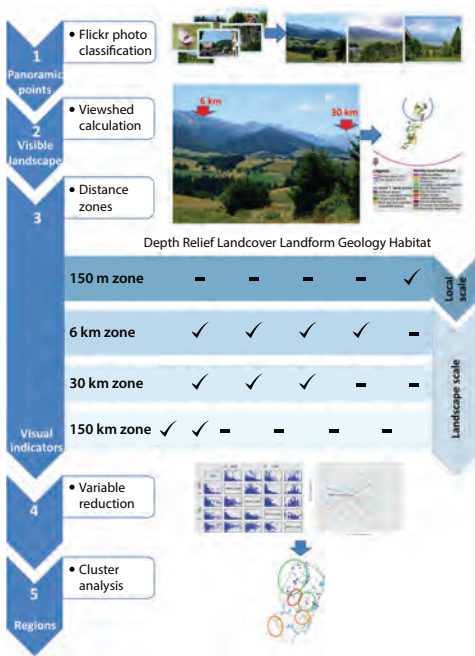 1
Panoramic
points
• Flickr photo
classification
2
Visible
landscape
• Viewshed
calculation
6 km
30 km
3
• Distance
zones
Depth Relief Landcover Landform Geology Habitat
150 m zone
6 km zone
30 km zone
150 km zone
Local
scale
Landscape scale
Visual
indicators
4
• Variable
reduction
5
Regions
• Cluster
analysis